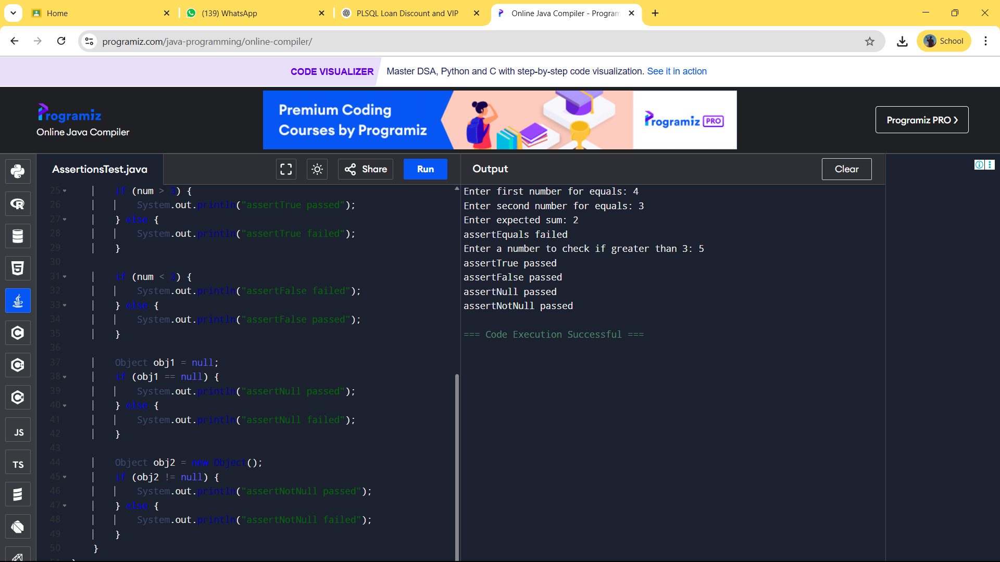 Home
(139) WhatsApp
PLSQL Loan Discount and VIP
Online Java Compiler - Program
programiz.com/java-programming/online-compiler/
School
CODE VISUALIZER
Master DSA, Python and C with step-by-step code visualization. See it in action
Programiz
Online Java Compiler
Premium Coding
Courses by Programiz
Programiz PRO
Programiz PRO ›
AssertionsTest.java
Share
Run
Output
Clear
25 if (num > 3) {
26 System.out.println("assertTrue passed");
27 } else {
28 System.out.println("assertTrue failed");
29 }
30
31 if (num < 3) {
32 System.out.println("assertFalse failed");
33 } else {
34 System.out.println("assertFalse passed");
35 }
36
37 Object obj1 = null;
38 if (obj1 == null) {
39 System.out.println("assertNull passed");
40 } else {
41 System.out.println("assertNull failed");
42 }
43
44 Object obj2 = new Object();
45 if (obj2 != null) {
46 System.out.println("assertNotNull passed");
47 } else {
48 System.out.println("assertNotNull failed");
49 }
50 }
Enter first number for equals: 4
Enter second number for equals: 3
Enter expected sum: 2
assertEquals failed
Enter a number to check if greater than 3: 5
assertTrue passed
assertFalse passed
assertNull passed
assertNotNull passed
=== Code Execution Successful ===
R
5
C
C
C
JS
TS